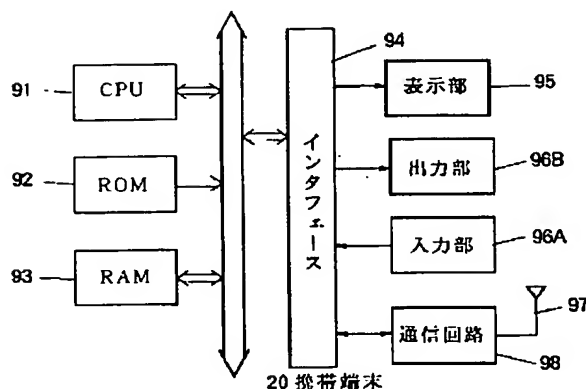 91
CPU
92
ROM
93
RAM
94
インタフェース
表示部
95
出力部
96B
入力部
96A
通信回路
97
98
20 携帯端末